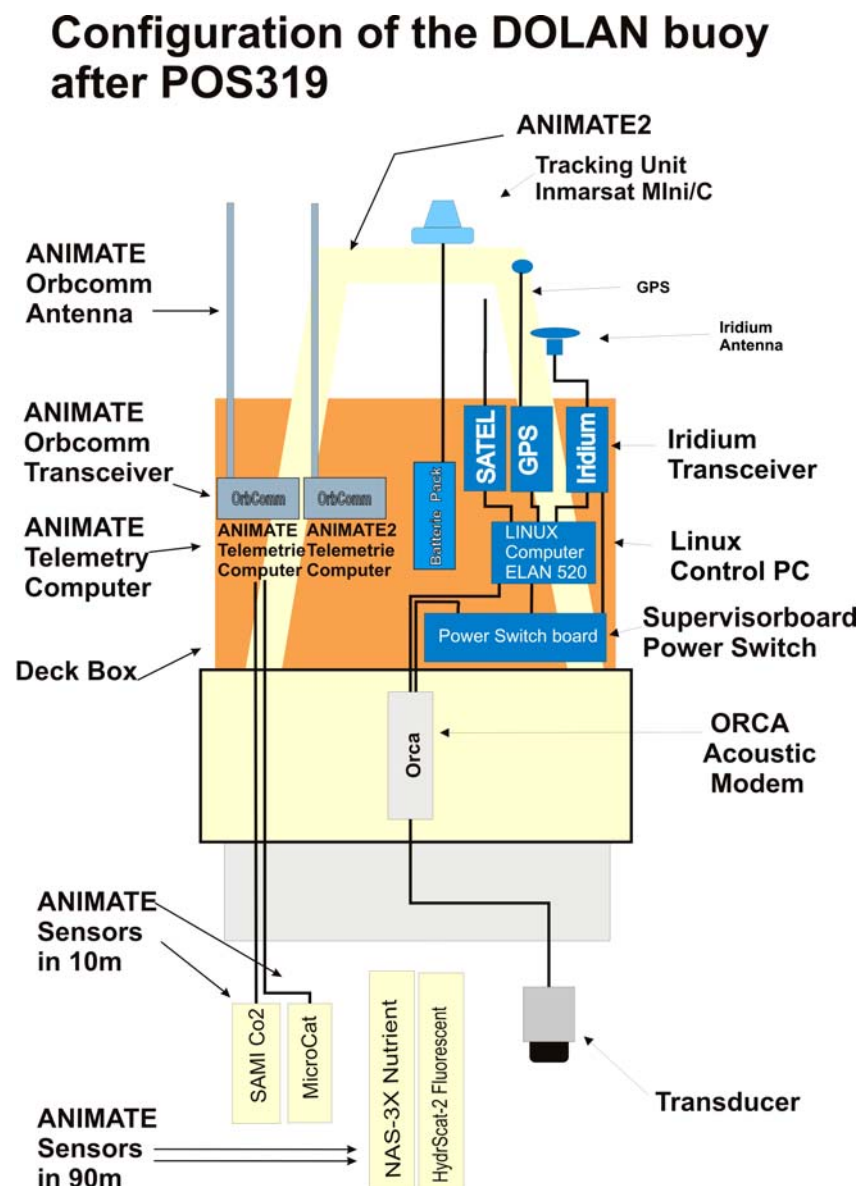 Configuration of the DOLAN buoy
after POS319
ANIMATE2
Tracking Unit
Inmarsat MIni/C
ANIMATE
Orbcomm
Antenna
GPS
Iridium
Antenna
ANIMATE
Orbcomm
Transceiver
SATEL
GPS
Iridium
Iridium
Transceiver
OrbComm
OrbComm
Batterie Pack
ANIMATE
Telemetry
Computer
ANIMATE
Telemetrie
Computer
ANIMATE2
Telemetrie
Computer
LINUX
Computer
ELAN 520
Linux
Control PC
Power Switch board
Supervisorboard
Power Switch
Deck Box
Orca
ORCA
Acoustic
Modem
ANIMATE
Sensors
in 10m
SAMI Co2
MicroCat
NAS-3X Nutrient
HydrScat-2 Fluorescent
Transducer
ANIMATE
Sensors
in 90m